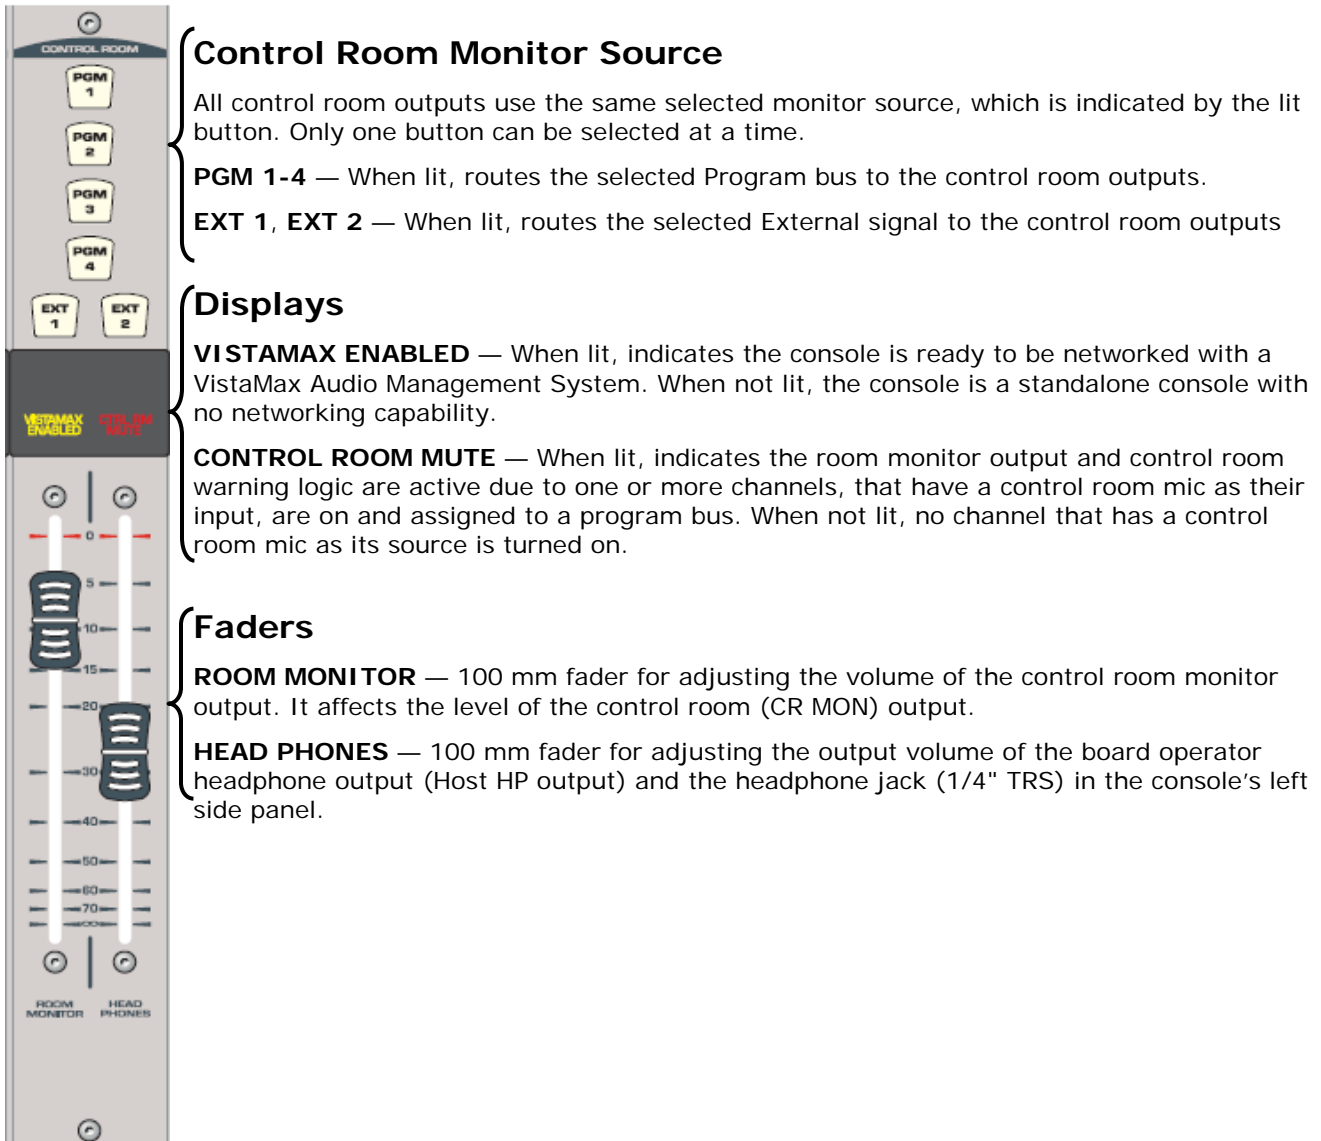 CONTROL ROOM
PGM
1
PGM
2
PGM
3
PGM
4
EXT
1
EXT
2
VISTAMAX
ENABLED
CTRL RM
MUTE
0
5
10
15
20
30
40
50
60
70
ROOM
MONITOR
HEAD
PHONES
Control Room Monitor Source
All control room outputs use the same selected monitor source, which is indicated by the lit
button. Only one button can be selected at a time.
PGM 1-4 — When lit, routes the selected Program bus to the control room outputs.
EXT 1, EXT 2 — When lit, routes the selected External signal to the control room outputs
Displays
VISTAMAX ENABLED — When lit, indicates the console is ready to be networked with a
VistaMax Audio Management System. When not lit, the console is a standalone console with
no networking capability.
CONTROL ROOM MUTE — When lit, indicates the room monitor output and control room
warning logic are active due to one or more channels, that have a control room mic as their
input, are on and assigned to a program bus. When not lit, no channel that has a control
room mic as its source is turned on.
Faders
ROOM MONITOR — 100 mm fader for adjusting the volume of the control room monitor
output. It affects the level of the control room (CR MON) output.
HEAD PHONES — 100 mm fader for adjusting the output volume of the board operator
headphone output (Host HP output) and the headphone jack (1/4" TRS) in the console’s left
side panel.